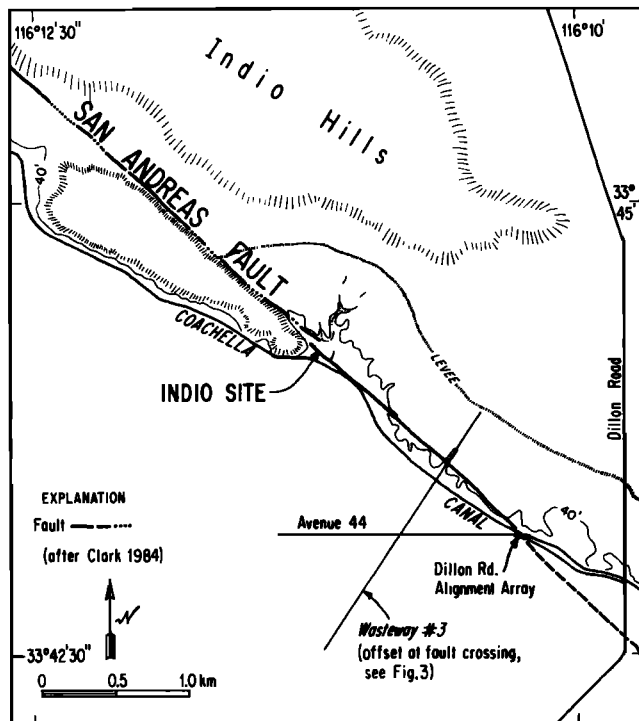 116°12'30"
116°10'
Indio
Hills
SAN ANDREAS FAULT
33°
45'
40'
COACHELLA
LEVEE
Dillon Road
INDIO SITE
EXPLANATION
Fault
(after Clark 1984)
CANAL
Avenue 44
40'
Dillon Rd.
Alignment Array
N
Wasteway #3
(offset at fault crossing,
see Fig.3)
33°42'30"
0 0.5 1.0 km